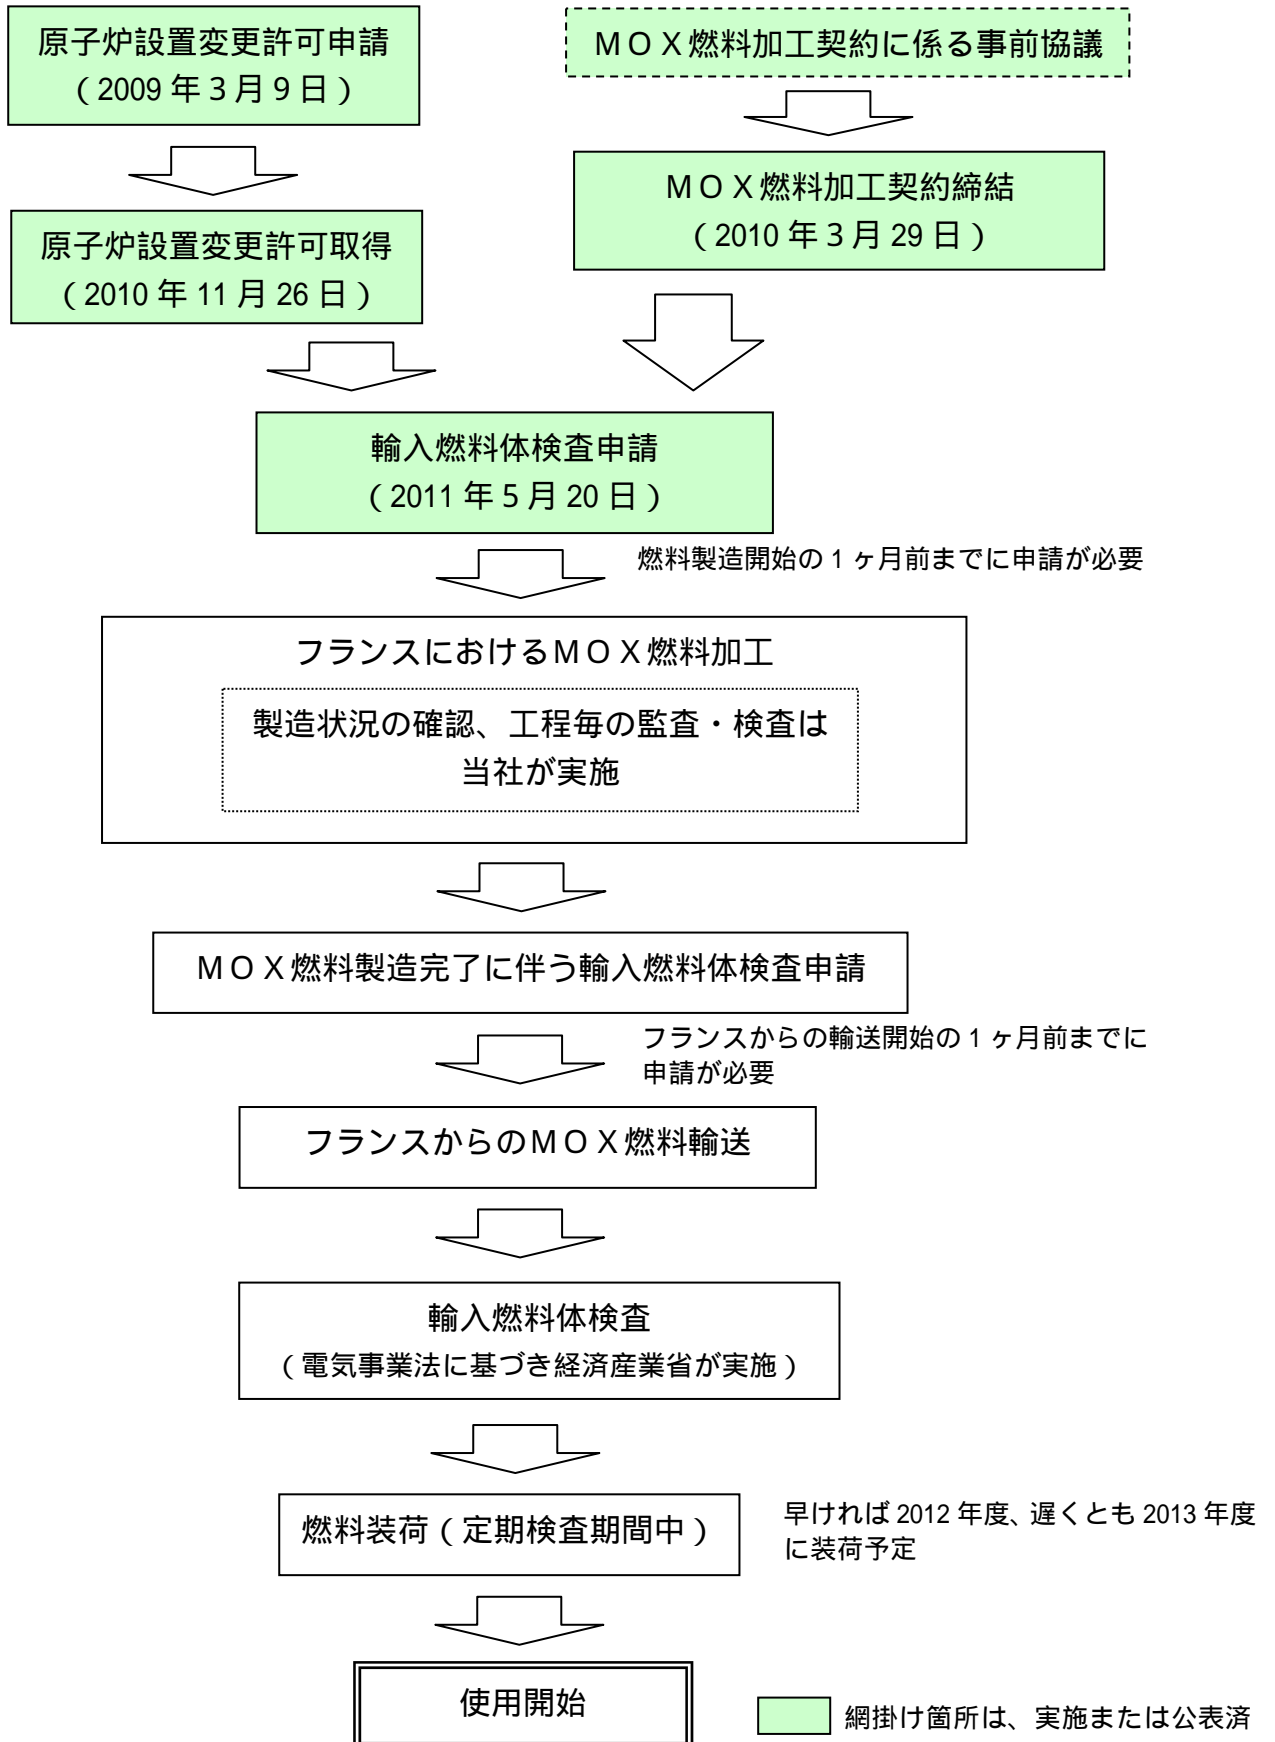 原子炉設置変更許可申請
（2009年3月9日）
ＭＯＸ燃料加工契約に係る事前協議
ＭＯＸ燃料加工契約締結
（2010年3月29日）
原子炉設置変更許可取得
（2010年11月26日）
輸入燃料体検査申請
（2011年5月20日）
燃料製造開始の1ヶ月前までに申請が必要
フランスにおけるＭＯＸ燃料加工
製造状況の確認、工程毎の監査・検査は
当社が実施
ＭＯＸ燃料製造完了に伴う輸入燃料体検査申請
フランスからの輸送開始の1ヶ月前までに
申請が必要
フランスからのＭＯＸ燃料輸送
輸入燃料体検査
（電気事業法に基づき経済産業省が実施）
燃料装荷（定期検査期間中）
早ければ2012年度、遅くとも2013年度
に装荷予定
使用開始
網掛け箇所は、実施または公表済